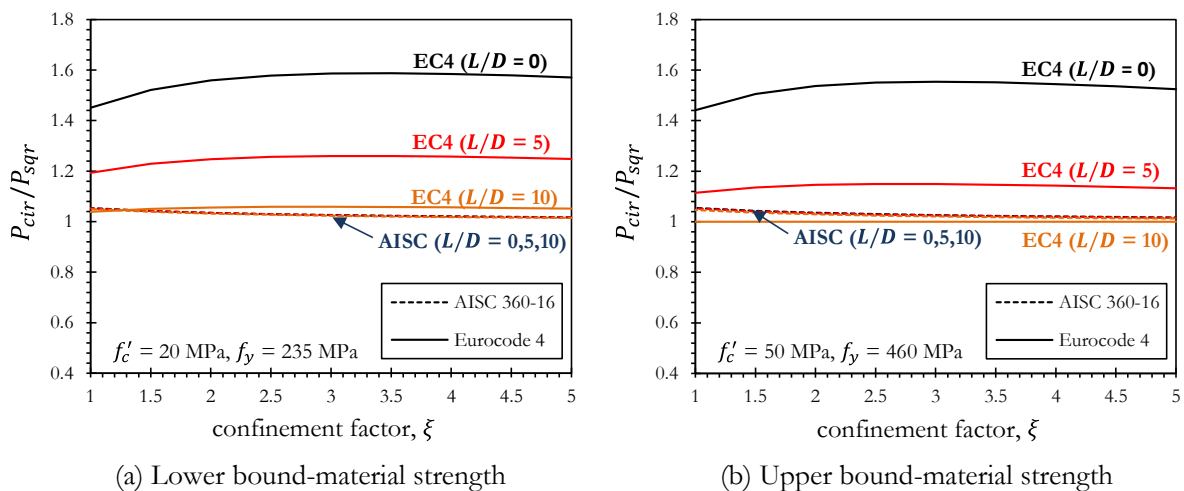 1.8
1.6
1.4
1.2
1
0.8
0.6
0.4
P_cir/P_sqr
EC4 (L/D = 0)
EC4 (L/D = 5)
EC4 (L/D = 10)
AISC (L/D = 0,5,10)
AISC 360-16
Eurocode 4
f′c = 20 MPa, fy = 235 MPa
1 1.5 2 2.5 3 3.5 4 4.5 5
confinement factor, ξ
(a) Lower bound-material strength
1.8
1.6
1.4
1.2
1
0.8
0.6
0.4
P_cir/P_sqr
EC4 (L/D = 0)
EC4 (L/D = 5)
AISC (L/D = 0,5,10)
EC4 (L/D = 10)
AISC 360-16
Eurocode 4
f′c = 50 MPa, fy = 460 MPa
1 1.5 2 2.5 3 3.5 4 4.5 5
confinement factor, ξ
(b) Upper bound-material strength